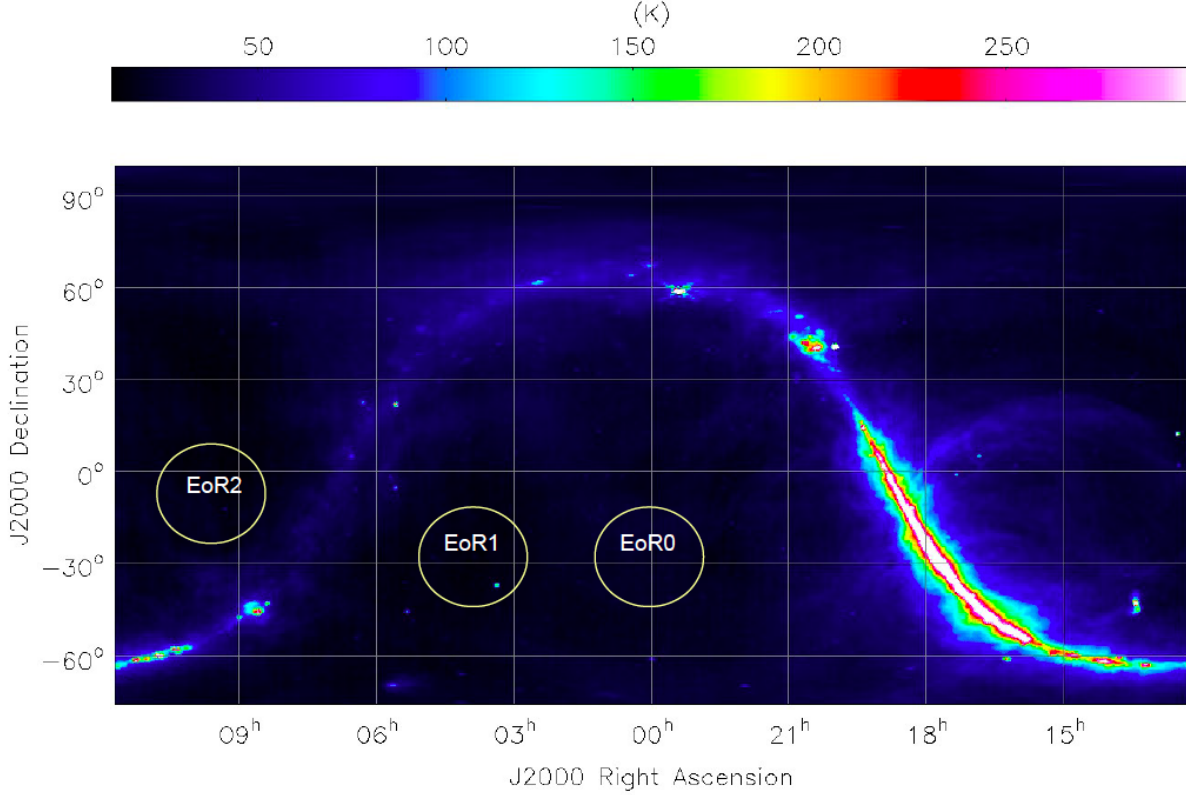 (K)
50 100 150 200 250
90°
60°
30°
0°
−30°
−60°
J2000 Declination
EoR2
EoR1
EoR0
09ʰ 06ʰ 03ʰ 00ʰ 21ʰ 18ʰ 15ʰ
J2000 Right Ascension